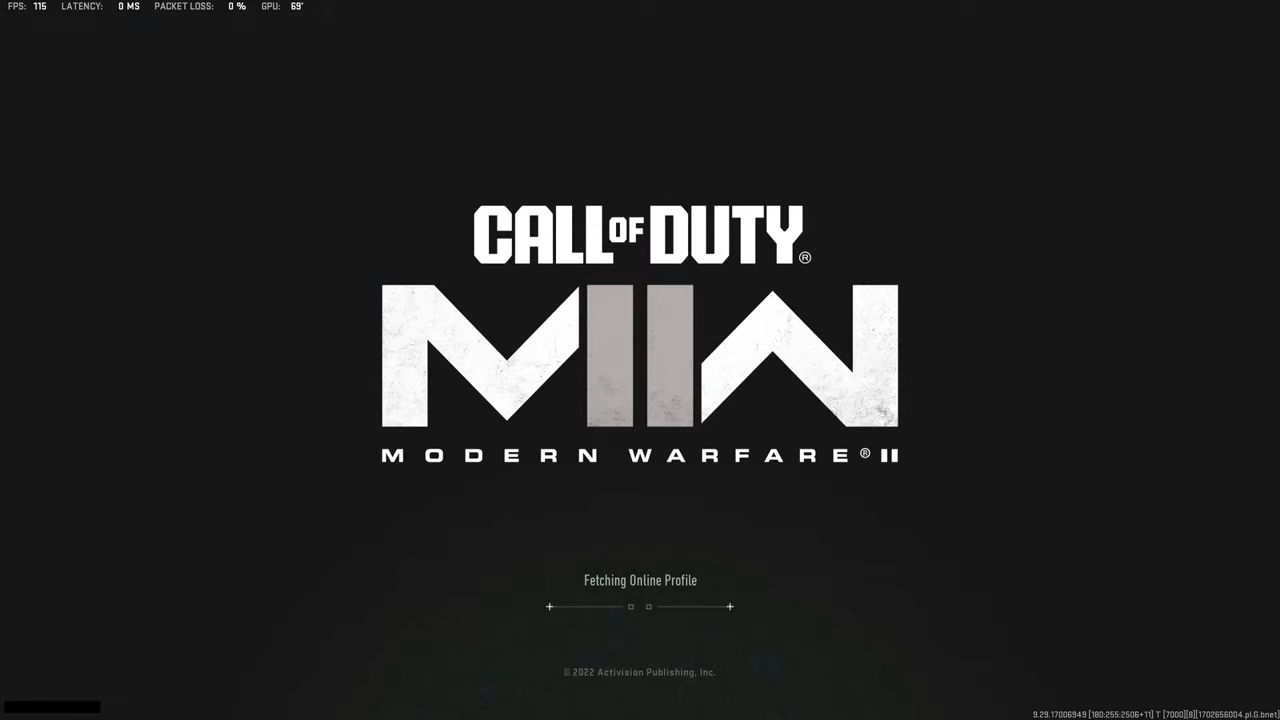 FPS: 115 LATENCY: 0 MS PACKET LOSS: 0 % GPU: 69°
CALL OF DUTY®
MIIW
MODERN WARFARE® II
Fetching Online Profile
© 2022 Activision Publishing, Inc.
9.29.17006949 [180:255:2506+11] T [7000][8][1702656004.pl.G.bnet]